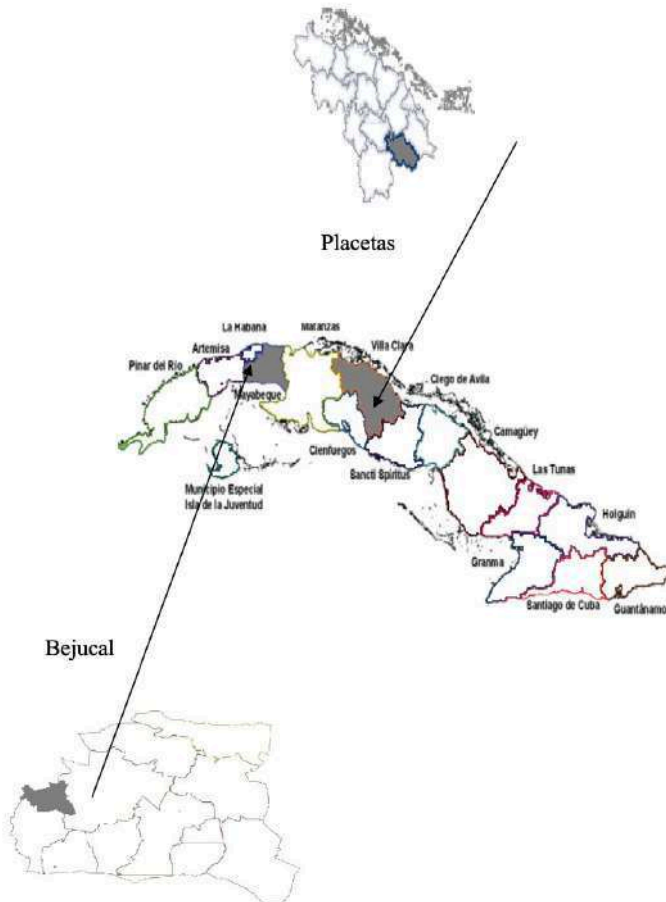 Placetas
La Habana
Matanzas
Artemisa
Villa Clara
Pinar del Río
Ciego de Avila
Mayabeque
Camagüey
Cienfuegos
Sancti Spiritus
Las Tunas
Municipio Especial
Isla de la Juventud
Holguín
Granma
Santiago de Cuba
Guantánamo
Bejucal